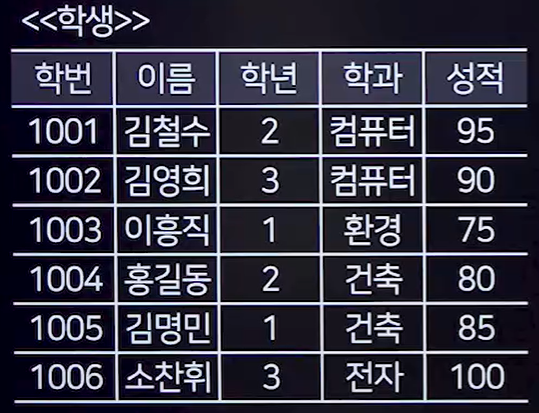 <<학생>>
학번 이름 학년 학과 성적
1001 김철수 2 컴퓨터 95
1002 김영희 3 컴퓨터 90
1003 이흥직 1 환경 75
1004 홍길동 2 건축 80
1005 김명민 1 건축 85
1006 소찬휘 3 전자 100